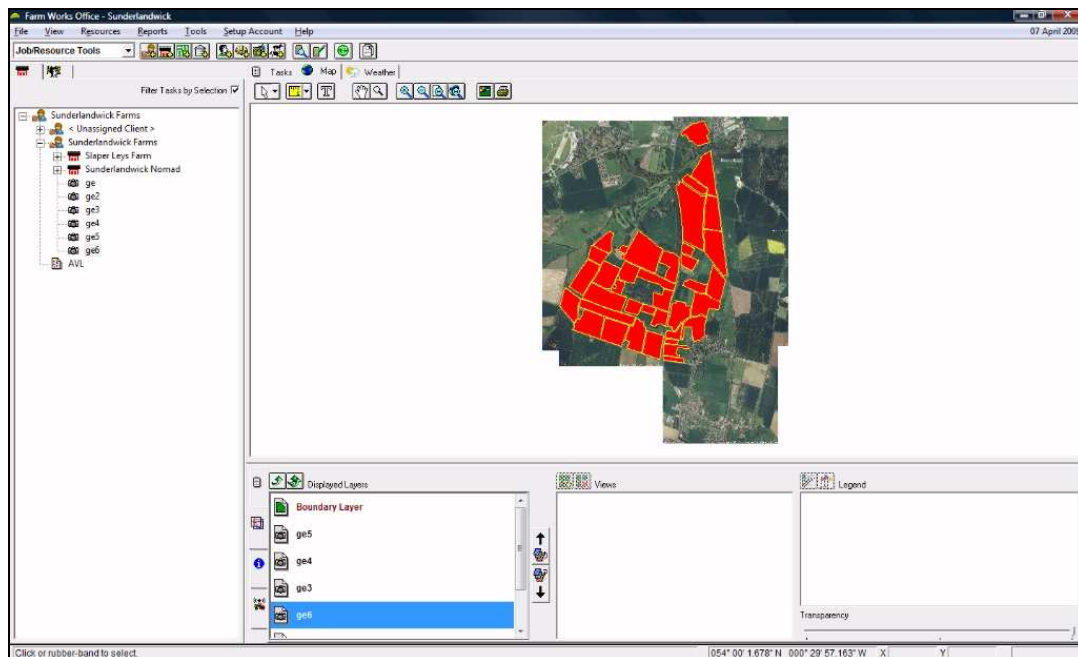 Farm Works Office - Sunderlandwick
File View Resources Reports Tools Setup Account Help
07 April 2009
Job/Resource Tools
Tasks Map Weather
Filter Tasks by Selection
Sunderlandwick Farms
< Unassigned Client >
Sunderlandwick Farms
Slaper Leys Farm
Sunderlandwick Nomad
ge
ge2
ge3
ge4
ge5
ge6
AVL
Displayed Layers
Boundary Layer
ge5
ge4
ge3
ge6
Views
Legend
Transparency
Click or rubber-band to select.
054° 00' 1.678" N 000° 29' 57.163" W X Y